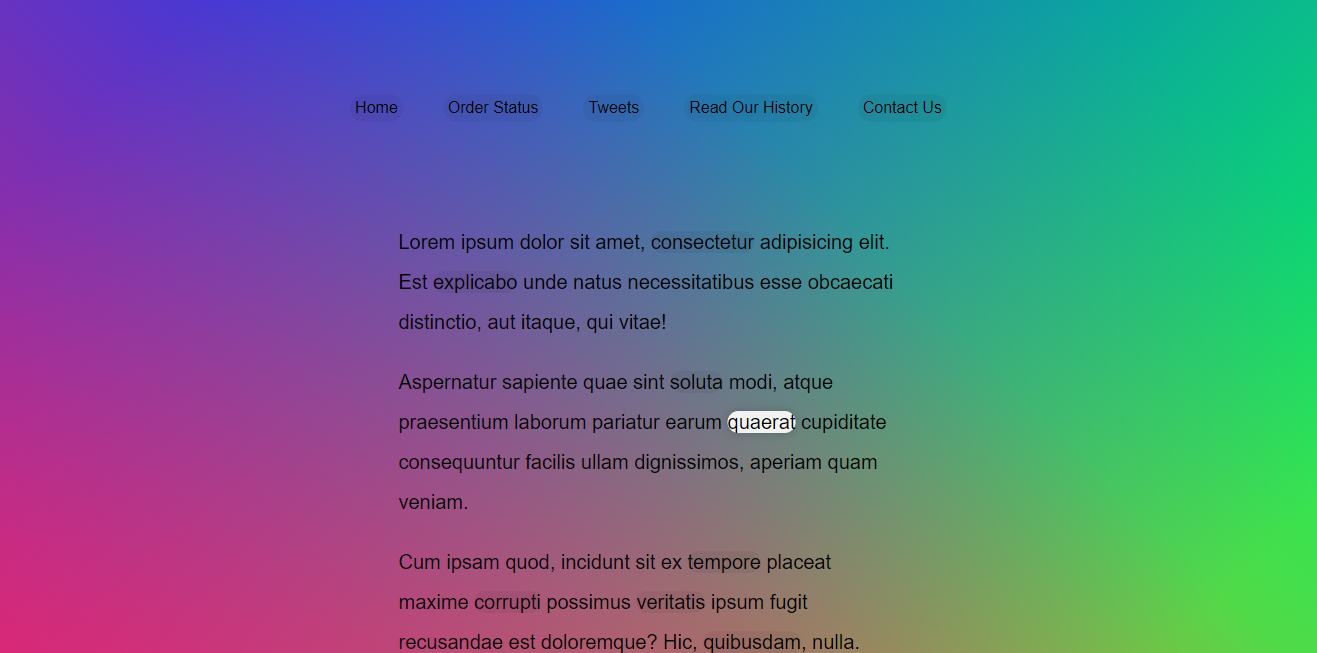 Home Order Status Tweets Read Our History Contact Us
Lorem ipsum dolor sit amet, consectetur adipisicing elit.
Est explicabo unde natus necessitatibus esse obcaecati
distinctio, aut itaque, qui vitae!
Aspernatur sapiente quae sint soluta modi, atque
praesentium laborum pariatur earum quaerat cupiditate
consequuntur facilis ullam dignissimos, aperiam quam
veniam.
Cum ipsam quod, incidunt sit ex tempore placeat
maxime corrupti possimus veritatis ipsum fugit
recusandae est doloremque? Hic, quibusdam, nulla.